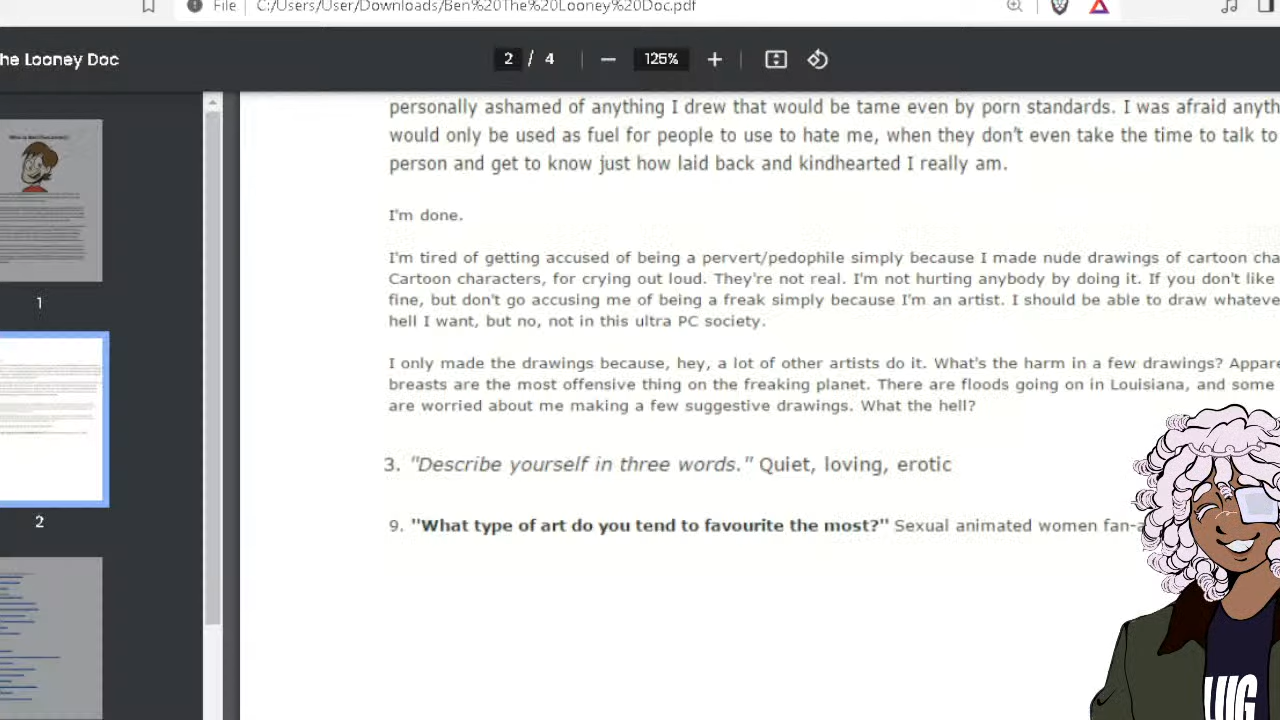 File C:/Users/User/Downloads/Ben%20The%20Looney%20Doc.pdf
he Looney Doc
2 / 4 125%
personally ashamed of anything I drew that would be tame even by porn standards. I was afraid anyth
would only be used as fuel for people to use to hate me, when they don't even take the time to talk to
person and get to know just how laid back and kindhearted I really am.
I'm done.
I'm tired of getting accused of being a pervert/pedophile simply because I made nude drawings of cartoon cha
Cartoon characters, for crying out loud. They're not real. I'm not hurting anybody by doing it. If you don't like
fine, but don't go accusing me of being a freak simply because I'm an artist. I should be able to draw whateve
hell I want, but no, not in this ultra PC society.
I only made the drawings because, hey, a lot of other artists do it. What's the harm in a few drawings? Appare
breasts are the most offensive thing on the freaking planet. There are floods going on in Louisiana, and some
are worried about me making a few suggestive drawings. What the hell?
3. "Describe yourself in three words." Quiet, loving, erotic
9. "What type of art do you tend to favourite the most?" Sexual animated women fan-a
1
2